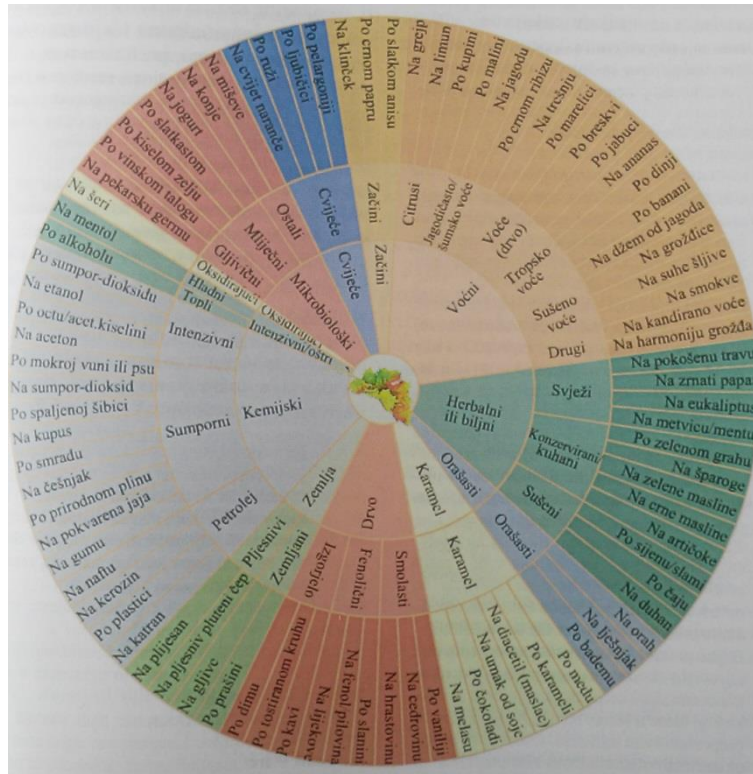 Na grejp
Na limun
Po kupini
Po malini
Na jagodu
Po crnom ribizu
Na trešnju
Po marelici
Po breskvi
Po jabuci
Na ananas
Po dinji
Po banani
Na džem od jagoda
Na grožđice
Na suhe šljive
Na smokve
Na kandirano voće
Na harmoniju grožđa
Na pokošenu travu
Na zrnati papar
Na eukaliptus
Na metvicu/mentu
Po zelenom grahu
Na šparoge
Na zelene masline
Na crne masline
Na artičoke
Po sijenu/slami
Po čaju
Na duhan
Na orah
Na lješnjak
Po bademu
Po medu
Po karameli
Na diacetil (maslac)
Na umak od soje
Po čokoladi
Na melasu
Po vaniliji
Na cedrovinu
Na hrastovinu
Po slanini
Na fenol pilovina
Na lijekove
Po kavi
Po tostiranom kruhu
Po dimu
Po prašini
Na gljive
Na pljesniv pluteni čep
Na plijesan
Na katran
Po plastici
Na kerozin
Na naftu
Na gumu
Na pokvarena jaja
Po prirodnom plinu
Na češnjak
Po smradu
Na kupus
Po spaljenoj šibici
Na sumpor-dioksid
Po mokroj vuni ili psu
Na aceton
Po octu/acet.kiselini
Na etanol
Po sumpor-dioksidu
Po alkoholu
Na mentol
Na šeri
Na pekarsku germu
Po vinskom talogu
Po kiselom zelju
Po slatkastom
Na jogurt
Na konje
Na miševe
Na cvijet naranče
Po ruži
Po ljubičici
Po pelargoniji
Na klinček
Po crnom papru
Po slatkom anisu
Citrusi
Jagodičasto/
šumsko voće
Voće
(drvo)
Tropsko
voće
Sušeno
voće
Drugi
Svježi
Konzervirani/
kuhani
Sušeni
Orašasti
Karamel
Smolasti
Fenolični
Izgorjelo
Zemljani
Pljesnivi
Petrolej
Sumporni
Intenzivni
Topli
Hladni
Oksidirajući
Gljivični
Mliječni
Ostali
Cvijeće
Začini
Voćni
Herbalni
ili biljni
Orašasti
Karamel
Drvo
Zemlja
Kemijski
Intenzivni/oštri
Oksidirajući
Mikrobiološki
Cvijeće
Začini